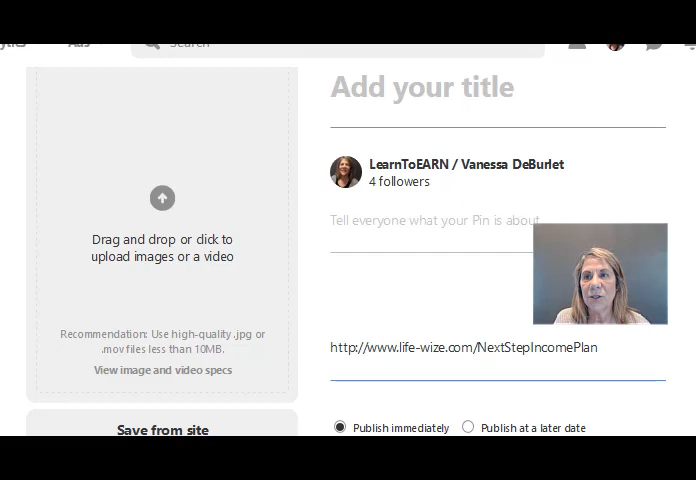 Ads
Search
Add your title
LearnToEARN / Vanessa DeBurlet
4 followers
Tell everyone what your Pin is about
Drag and drop or click to
upload images or a video
Recommendation: Use high-quality .jpg or
.mov files less than 10MB.
View image and video specs
http://www.life-wize.com/NextStepIncomePlan
Publish immediately
Publish at a later date
Save from site